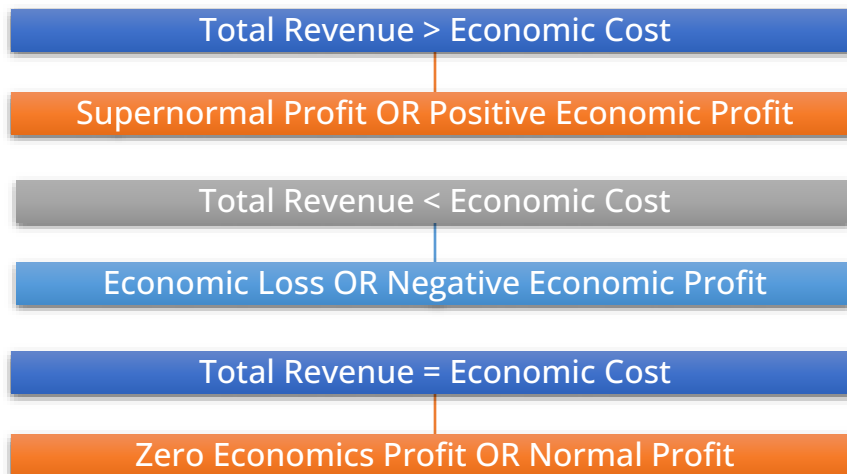 Total Revenue > Economic Cost
Supernormal Profit OR Positive Economic Profit
Total Revenue < Economic Cost
Economic Loss OR Negative Economic Profit
Total Revenue = Economic Cost
Zero Economics Profit OR Normal Profit